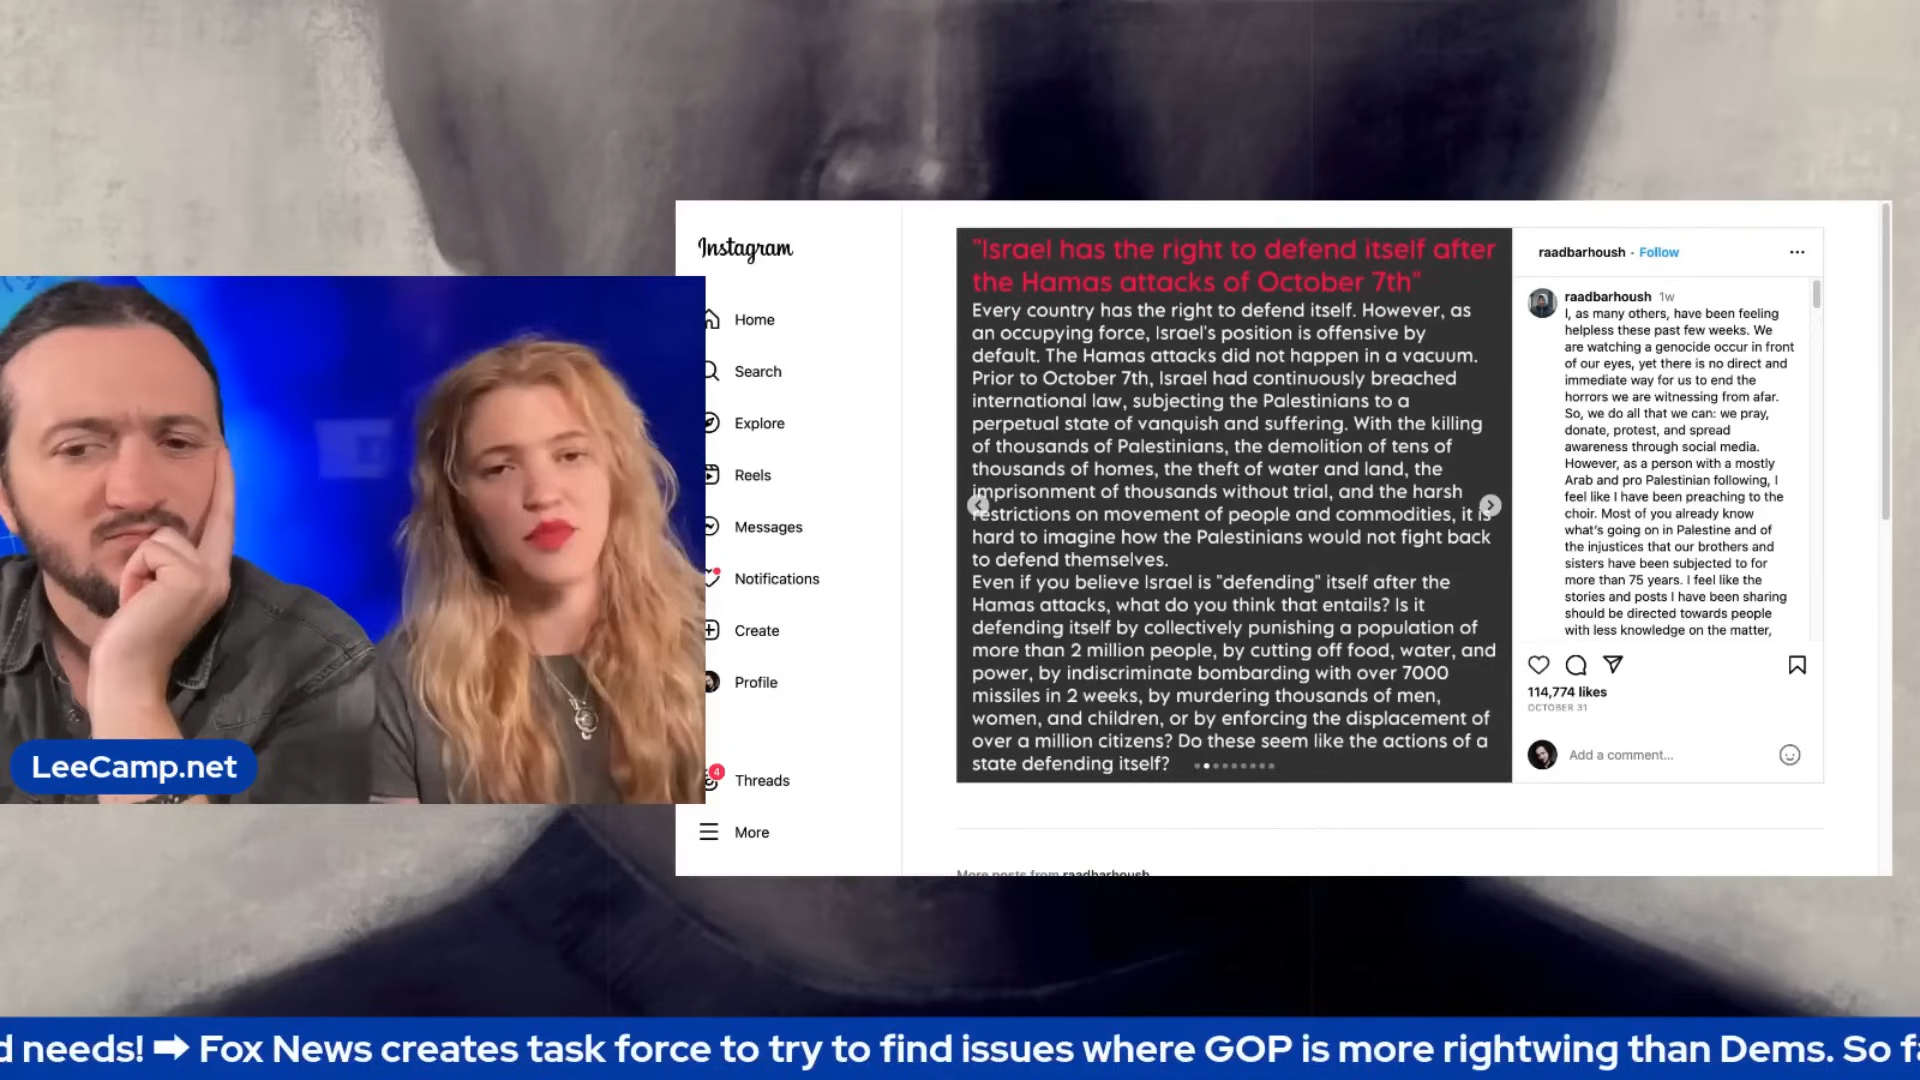 Instagram
Home
Search
Explore
Reels
Messages
Notifications
Create
Profile
4
Threads
More
"Israel has the right to defend itself after
the Hamas attacks of October 7th"
Every country has the right to defend itself. However, as
an occupying force, Israel's position is offensive by
default. The Hamas attacks did not happen in a vacuum.
Prior to October 7th, Israel had continuously breached
international law, subjecting the Palestinians to a
perpetual state of vanquish and suffering. With the killing
of thousands of Palestinians, the demolition of tens of
thousands of homes, the theft of water and land, the
imprisonment of thousands without trial, and the harsh
restrictions on movement of people and commodities, it is
hard to imagine how the Palestinians would not fight back
to defend themselves.
Even if you believe Israel is "defending" itself after the
Hamas attacks, what do you think that entails? Is it
defending itself by collectively punishing a population of
more than 2 million people, by cutting off food, water, and
power, by indiscriminate bombarding with over 7000
missiles in 2 weeks, by murdering thousands of men,
women, and children, or by enforcing the displacement of
over a million citizens? Do these seem like the actions of a
state defending itself?
raadbarhoush · Follow
raadbarhoush 1w
I, as many others, have been feeling
helpless these past few weeks. We
are watching a genocide occur in front
of our eyes, yet there is no direct and
immediate way for us to end the
horrors we are witnessing from afar.
So, we do all that we can: we pray,
donate, protest, and spread
awareness through social media.
However, as a person with a mostly
Arab and pro Palestinian following, I
feel like I have been preaching to the
choir. Most of you already know
what's going on in Palestine and of
the injustices that our brothers and
sisters have been subjected to for
more than 75 years. I feel like the
stories and posts I have been sharing
should be directed towards people
with less knowledge on the matter,
114,774 likes
OCTOBER 31
Add a comment...
More posts from raadbarhoush
LeeCamp.net
d needs! ➡ Fox News creates task force to try to find issues where GOP is more rightwing than Dems. So fa